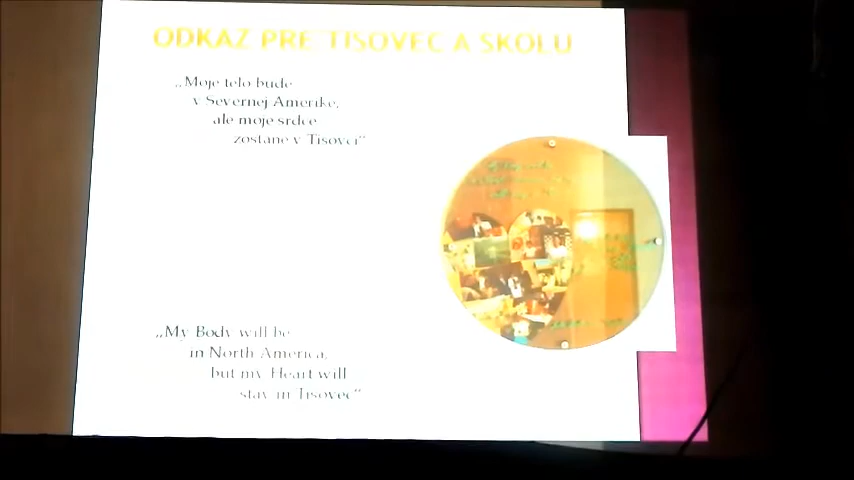 ODKAZ PRE TISOVEC A ŠKOLU
„Moje telo bude
v Severnej Amerike,
ale moje srdce
zostane v Tisovci“
„My Body will be
in North America,
but my Heart will
stay in Tisovec“